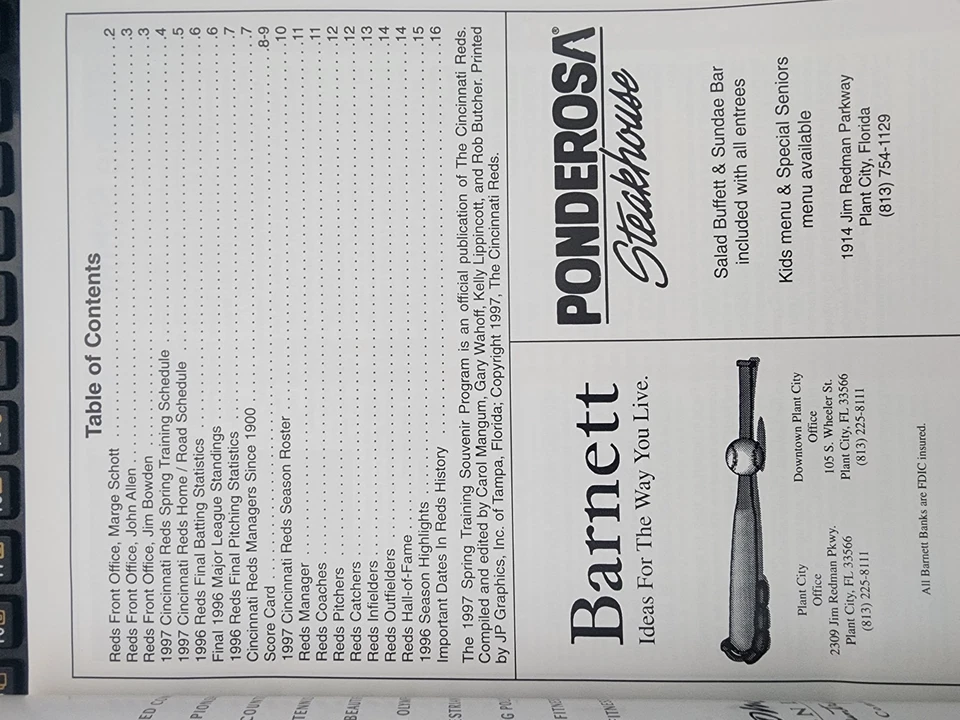 Table of Contents
Reds Front Office, Marge Schott . . . . . . . . . . 2
Reds Front Office, John Allen . . . . . . . . . . 3
Reds Front Office, Jim Bowden . . . . . . . . . . 3
1997 Cincinnati Reds Spring Training Schedule . . . . . . . . . . 4
1997 Cincinnati Reds Home / Road Schedule . . . . . . . . . . 5
1996 Reds Final Batting Statistics . . . . . . . . . . 6
Final 1996 Major League Standings . . . . . . . . . . 6
1996 Reds Final Pitching Statistics . . . . . . . . . . 7
Cincinnati Reds Managers Since 1900 . . . . . . . . . . 7
Score Card . . . . . . . . . . 8-9
1997 Cincinnati Reds Season Roster . . . . . . . . . . 10
Reds Manager . . . . . . . . . . 11
Reds Coaches . . . . . . . . . . 11
Reds Pitchers . . . . . . . . . . 12
Reds Catchers . . . . . . . . . . 12
Reds Infielders . . . . . . . . . . 13
Reds Outfielders . . . . . . . . . . 14
Reds Hall-of-Fame . . . . . . . . . . 14
1996 Season Highlights . . . . . . . . . . 15
Important Dates In Reds History . . . . . . . . . . 16
The 1997 Spring Training Souvenir Program is an official publication of The Cincinnati Reds.
Compiled and edited by Carol Mangum, Gary Wahoff, Kelly Lippincott, and Rob Butcher. Printed
by JP Graphics, Inc. of Tampa, Florida; Copyright 1997, The Cincinnati Reds.
Barnett
Ideas For The Way You Live.
Plant City
Office
2309 Jim Redman Pkwy.
Plant City, FL 33566
(813) 225-8111
Downtown Plant City
Office
105 S. Wheeler St.
Plant City, FL 33566
(813) 225-8111
All Barnett Banks are FDIC insured.
PONDEROSA®
Steakhouse
Salad Buffett & Sundae Bar
included with all entrees
Kids menu & Special Seniors
menu available
1914 Jim Redman Parkway
Plant City, Florida
(813) 754-1129